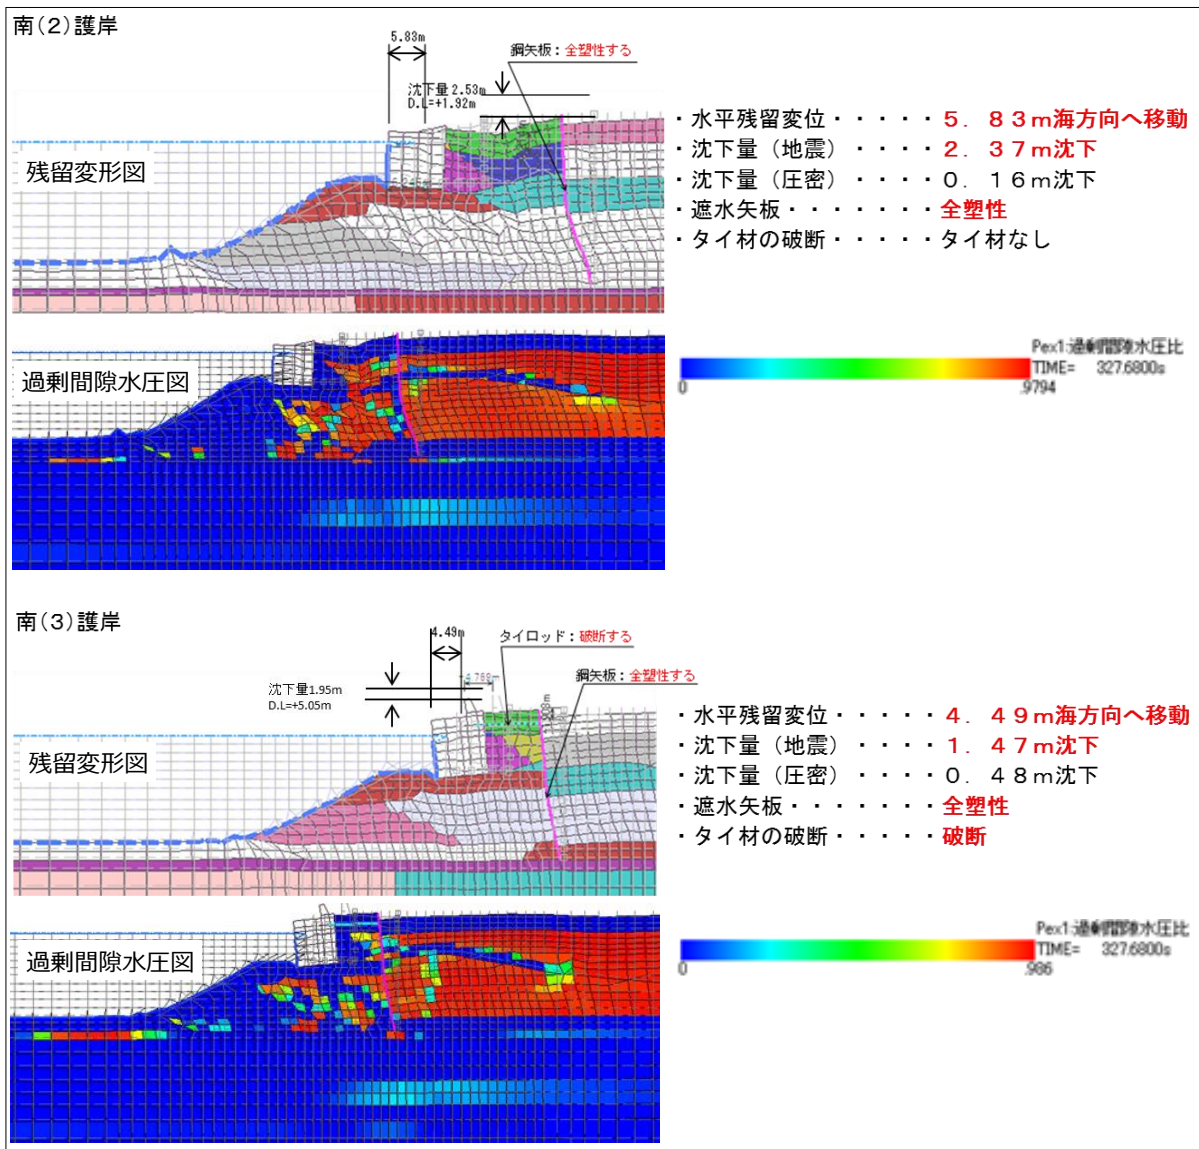 南(2)護岸
5.83m
鋼矢板：全塑性する
沈下量2.53m
D.L=+1.92m
残留変形図
・水平残留変位・・・・・５．８３ｍ海方向へ移動
・沈下量（地震）・・・・２．３７ｍ沈下
・沈下量（圧密）・・・・０．１６ｍ沈下
・遮水矢板・・・・・・・全塑性
・タイ材の破断・・・・・タイ材なし
過剰間隙水圧図
Pex1:過剰間隙水圧比
TIME= 327.6800s
0
.9794
南(3)護岸
4.49m
タイロッド：破断する
鋼矢板：全塑性する
沈下量1.95m
D.L=+5.05m
残留変形図
・水平残留変位・・・・・４．４９ｍ海方向へ移動
・沈下量（地震）・・・・１．４７ｍ沈下
・沈下量（圧密）・・・・０．４８ｍ沈下
・遮水矢板・・・・・・・全塑性
・タイ材の破断・・・・・破断
過剰間隙水圧図
Pex1:過剰間隙水圧比
TIME= 327.6800s
0
.986